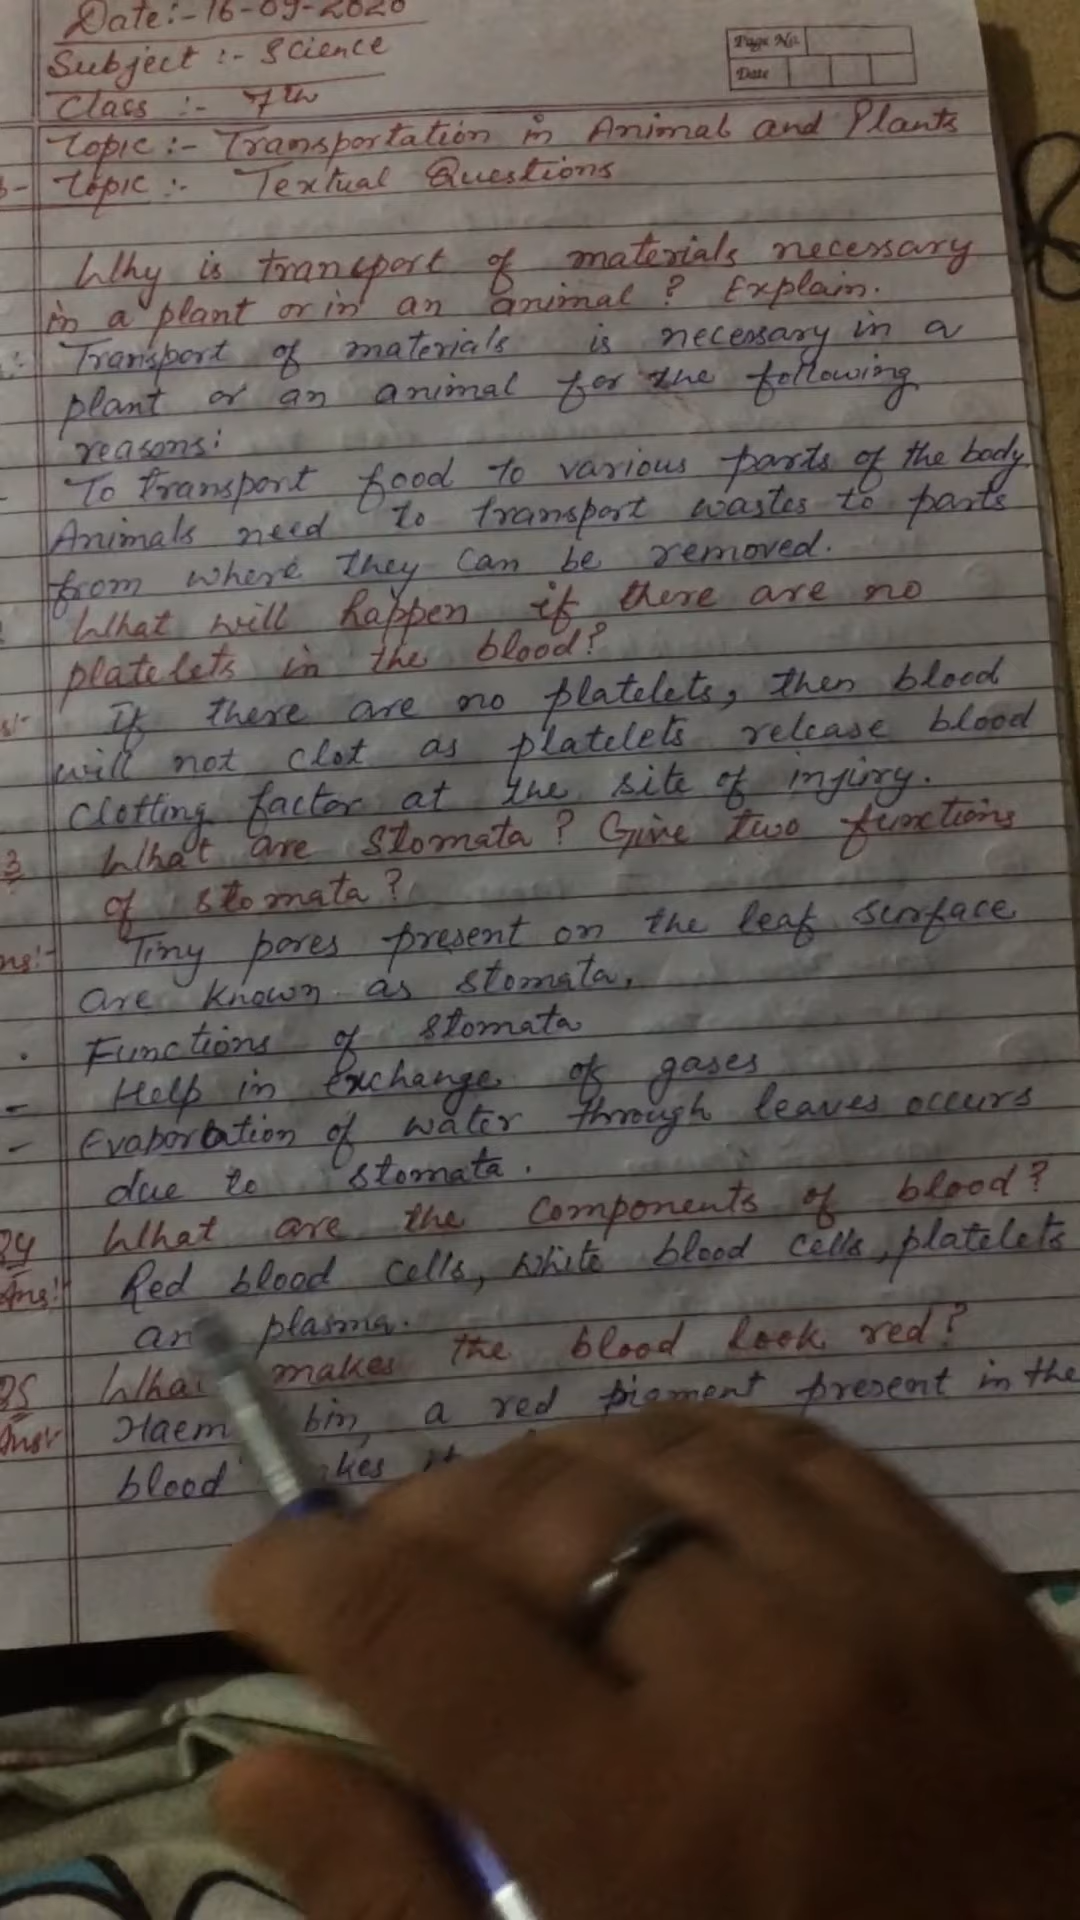 Date:- 16-09-2020
Subject :- Science
Page No.
Date
Class :- 7th
Topic :- Transportation in Animal and Plants
Topic :- Textual Questions
Why is transport of materials necessary
in a plant or in an animal ? Explain.
Transport of materials is necessary in a
plant or an animal for the following
reasons:
To transport food to various parts of the body
Animals need to transport wastes to parts
from where they can be removed.
What will happen if there are no
platelets in the blood?
If there are no platelets, then blood
will not clot as platelets release blood
clotting factor at the site of injury.
3 What are Stomata ? Give two functions
of stomata ?
Tiny pores present on the leaf surface
are known as stomata.
Functions of stomata
- Help in exchange of gases
- Evaporation of water through leaves occurs
due to stomata.
What are the components of blood?
Ans:- Red blood cells, White blood cells, platelets
plasma.
makes the blood look red?
a red pigment present in the
blood